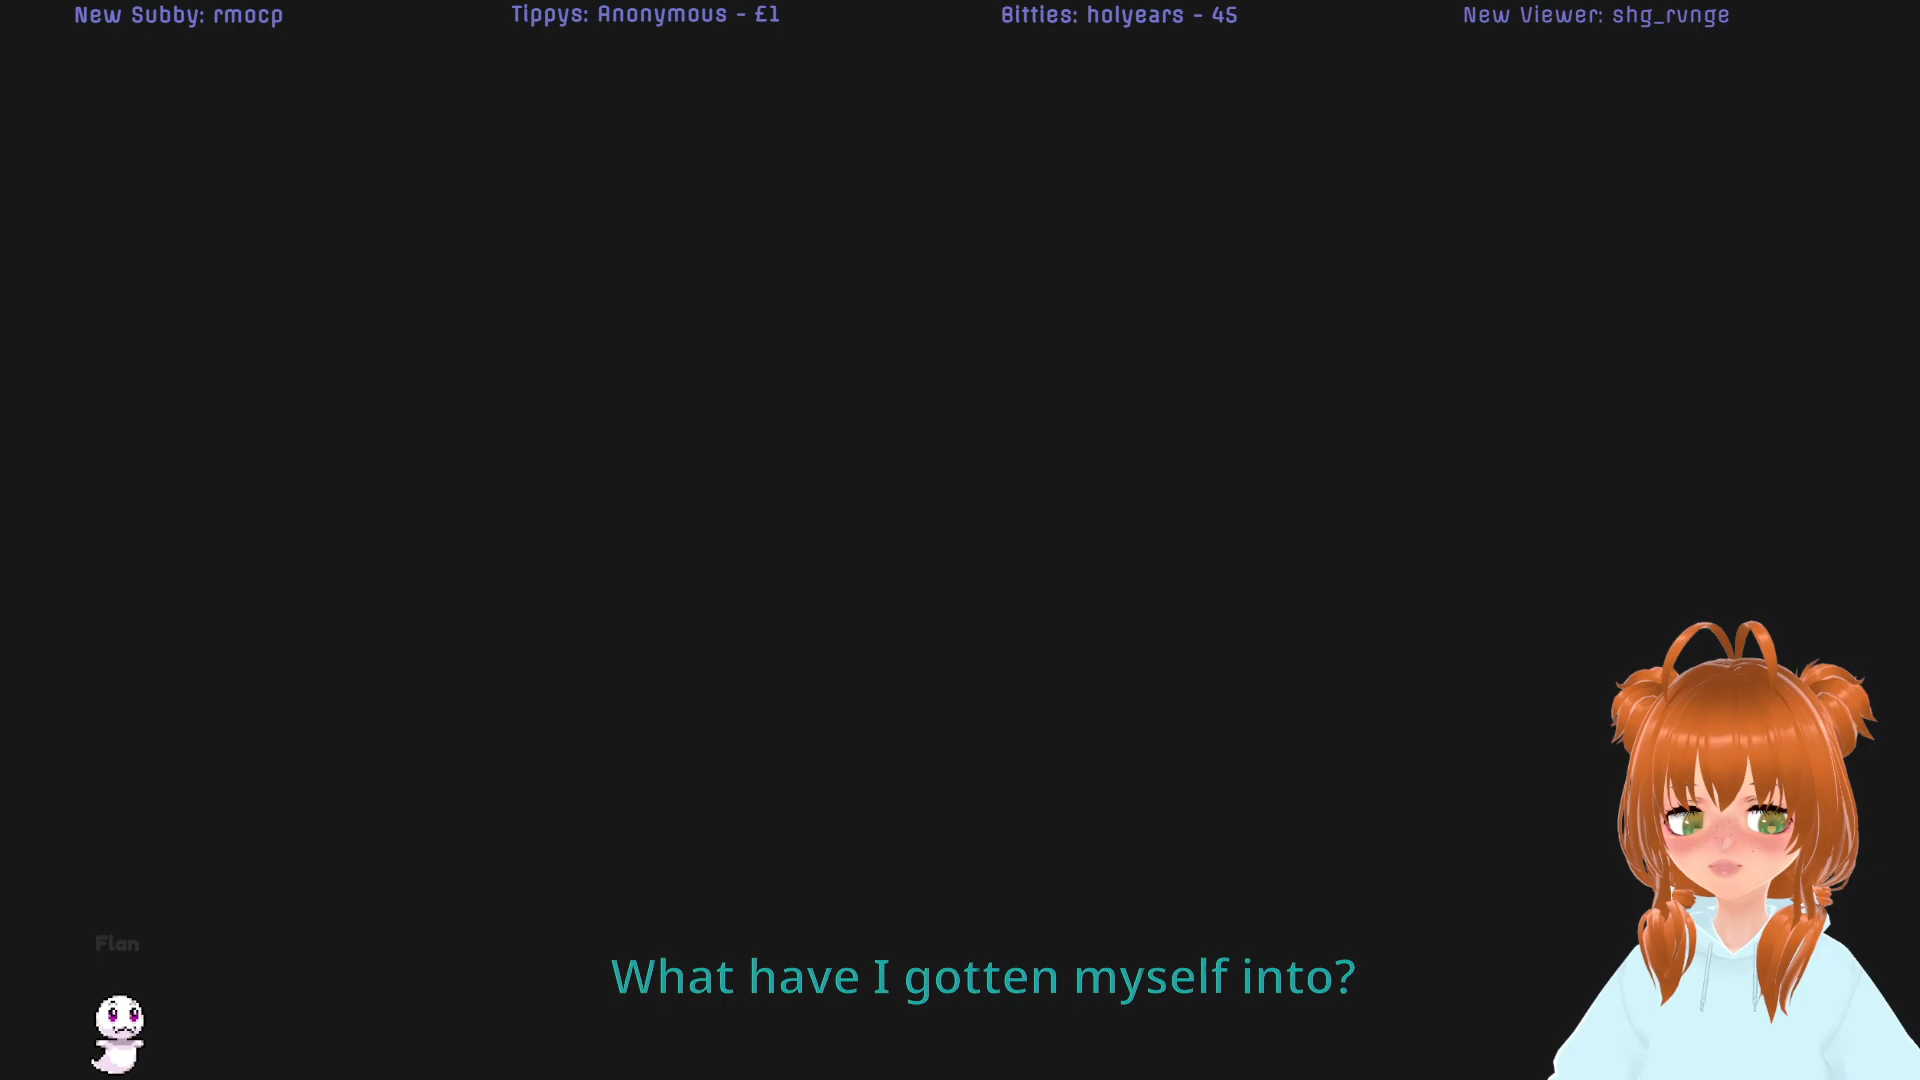 New Subby: rmocp
Tippys: Anonymous - £1
Bitties: holyears - 45
New Viewer: shg_rvnge
Flan
What have I gotten myself into?